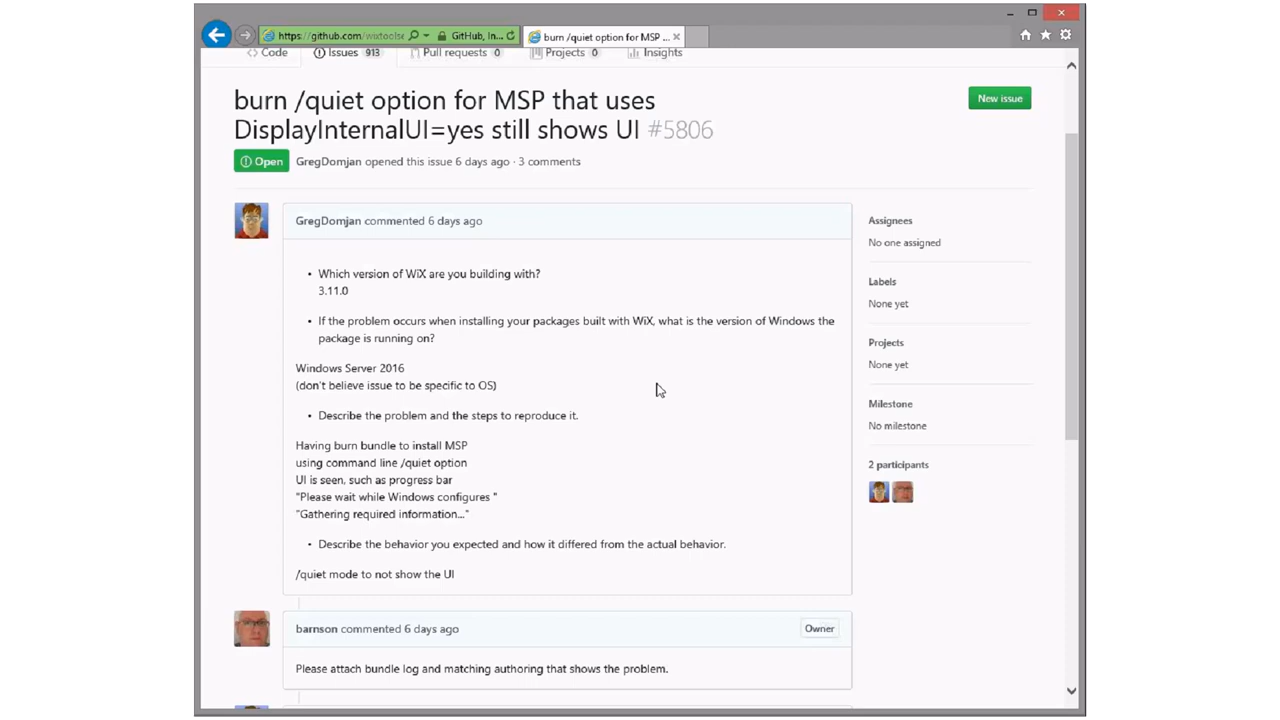 https://github.com/wixtoolse
GitHub, In...
burn /quiet option for MSP ...
Code
Issues 913
Pull requests 0
Projects 0
Insights
burn /quiet option for MSP that uses
DisplayInternalUI=yes still shows UI #5806
New issue
Open
GregDomjan opened this issue 6 days ago · 3 comments
GregDomjan commented 6 days ago
• Which version of WiX are you building with?
3.11.0
• If the problem occurs when installing your packages built with WiX, what is the version of Windows the
package is running on?
Windows Server 2016
(don't believe issue to be specific to OS)
• Describe the problem and the steps to reproduce it.
Having burn bundle to install MSP
using command line /quiet option
UI is seen, such as progress bar
"Please wait while Windows configures "
"Gathering required information..."
• Describe the behavior you expected and how it differed from the actual behavior.
/quiet mode to not show the UI
barnson commented 6 days ago
Owner
Please attach bundle log and matching authoring that shows the problem.
Assignees
No one assigned
Labels
None yet
Projects
None yet
Milestone
No milestone
2 participants